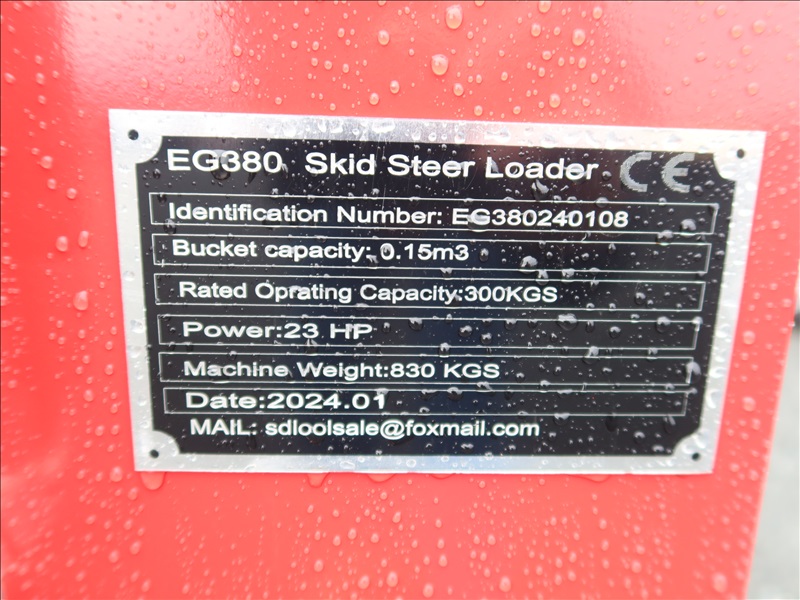 EG380 Skid Steer Loader CE
Identification Number: EG380240108
Bucket capacity: 0.15m3
Rated Oprating Capacity:300KGS
Power:23 HP
Machine Weight:830 KGS
Date:2024.01
MAIL: sdloolsale@foxmail.com